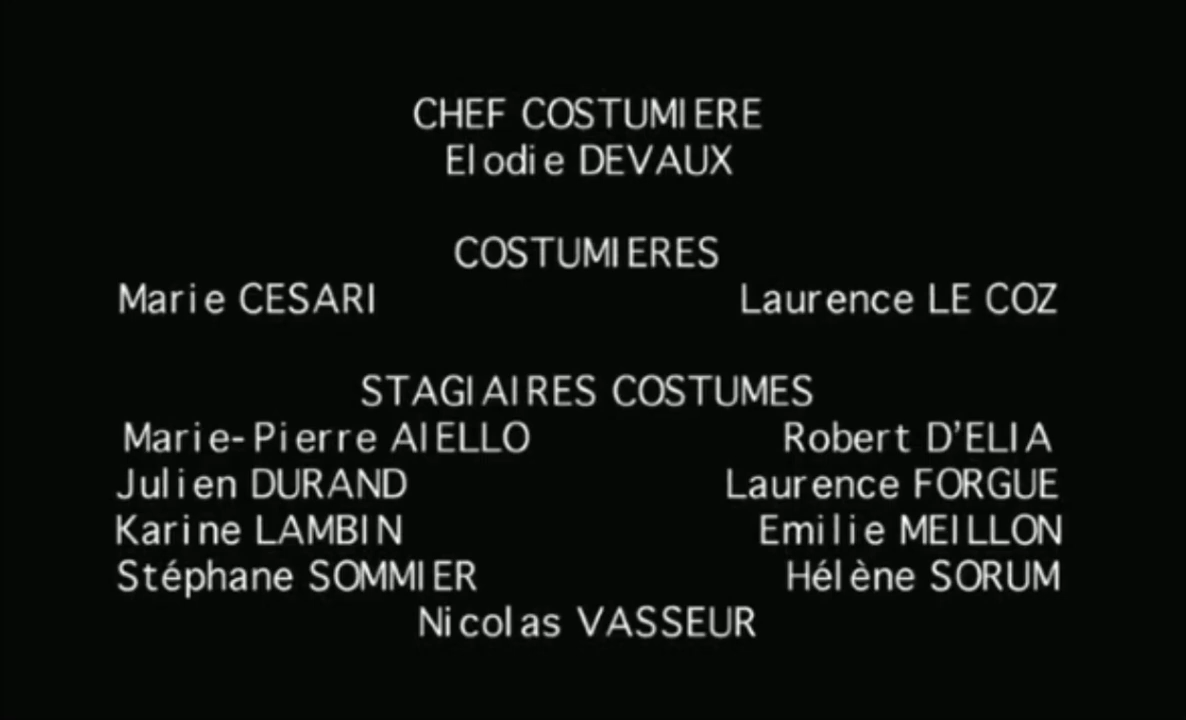 CHEF COSTUMIERE
Elodie DEVAUX
COSTUMIERES
Marie CESARI Laurence LE COZ
STAGIAIRES COSTUMES
Marie-Pierre AIELLO Robert D'ELIA
Julien DURAND Laurence FORGUE
Karine LAMBIN Emilie MEILLON
Stéphane SOMMIER Hélène SORUM
Nicolas VASSEUR